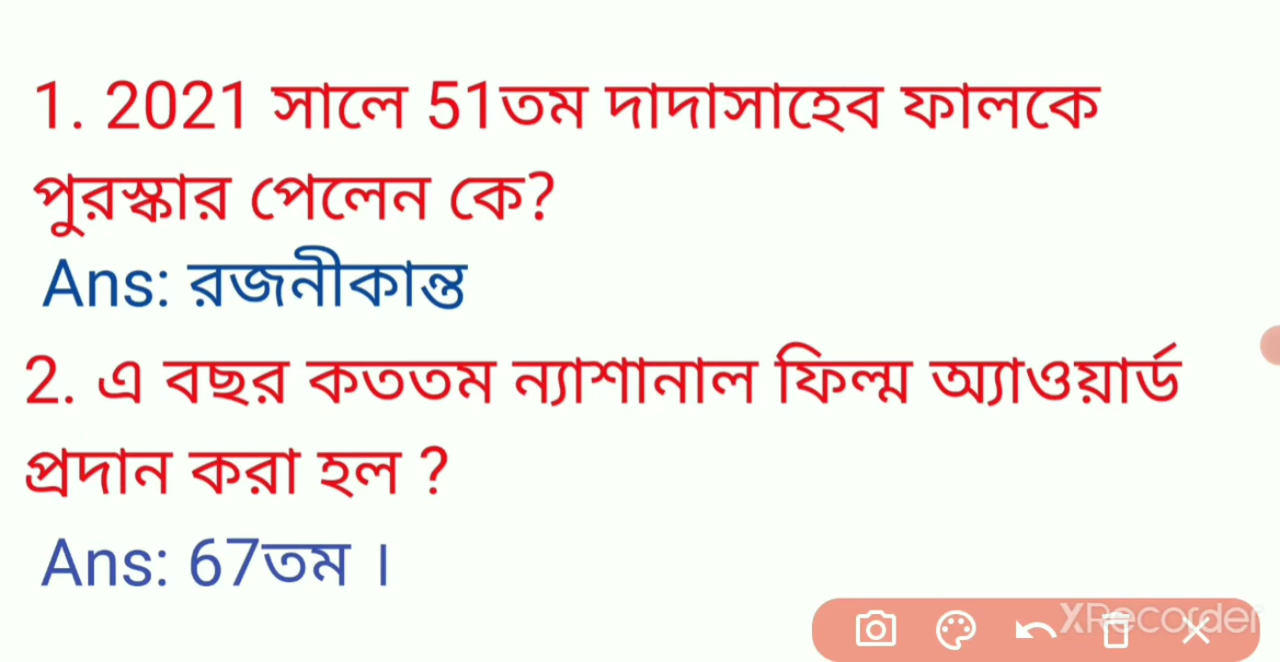 1. 2021 সালে 51তম দাদাসাহেব ফালকে
পুরস্কার পেলেন কে?
Ans: রজনীকান্ত
2. এ বছর কততম ন্যাশানাল ফিল্ম অ্যাওয়ার্ড
প্রদান করা হল ?
Ans: 67তম ।
XRecorder